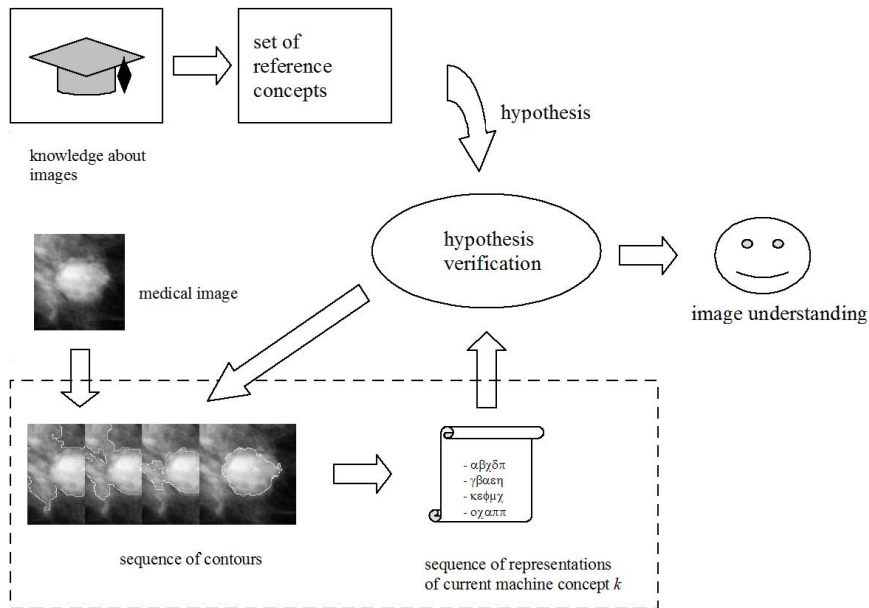 set of
reference
concepts
hypothesis
knowledge about
images
hypothesis
verification
medical image
image understanding
- αβχδπ
- γβαεη
- κεφμχ
- οχαππ
sequence of contours
sequence of representations
of current machine concept k